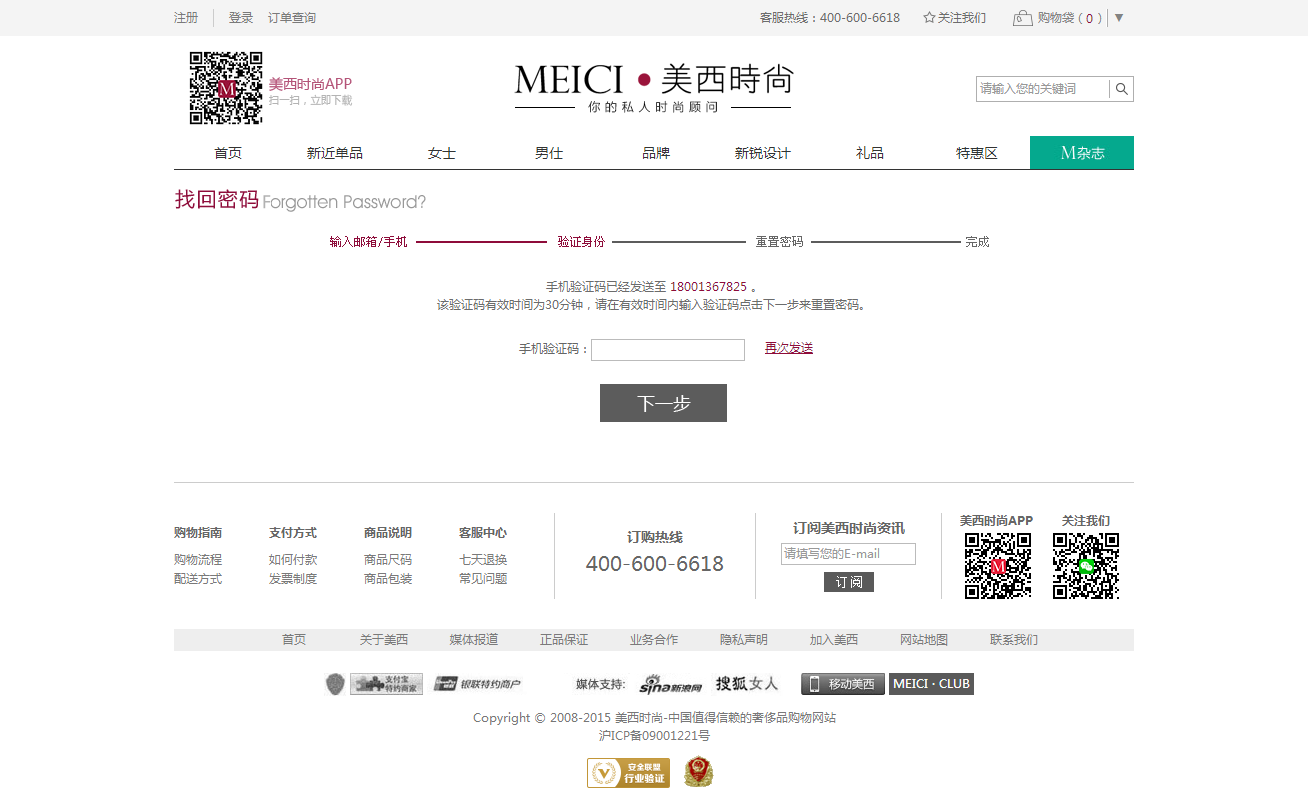 注册 登录 订单查询 客服热线：400-600-6618 关注我们 购物袋 ( 0 ) ▼
M
美西时尚APP
扫一扫，立即下载
MEICI 美西時尚
你的私人时尚顾问
请输入您的关键词
首页 新近单品 女士 男仕 品牌 新锐设计 礼品 特惠区 M杂志
找回密码 Forgotten Password?
输入邮箱/手机 验证身份 重置密码 完成
手机验证码已经发送至 18001367825 。
该验证码有效时间为30分钟，请在有效时间内输入验证码点击下一步来重置密码。
手机验证码： 再次发送
下一步
购物指南 支付方式 商品说明 客服中心
购物流程 如何付款 商品尺码 七天退换
配送方式 发票制度 商品包装 常见问题
订购热线
400-600-6618
订阅美西时尚资讯
请填写您的E-mail
订 阅
美西时尚APP 关注我们
M
首页 关于美西 媒体报道 正品保证 业务合作 隐私声明 加入美西 网站地图 联系我们
支付宝
特约商家
银联特约商户 媒体支持: sina新浪网 搜狐女人 移动美西 MEICI · CLUB
Copyright © 2008-2015 美西时尚-中国值得信赖的奢侈品购物网站
沪ICP备09001221号
安全联盟
行业验证